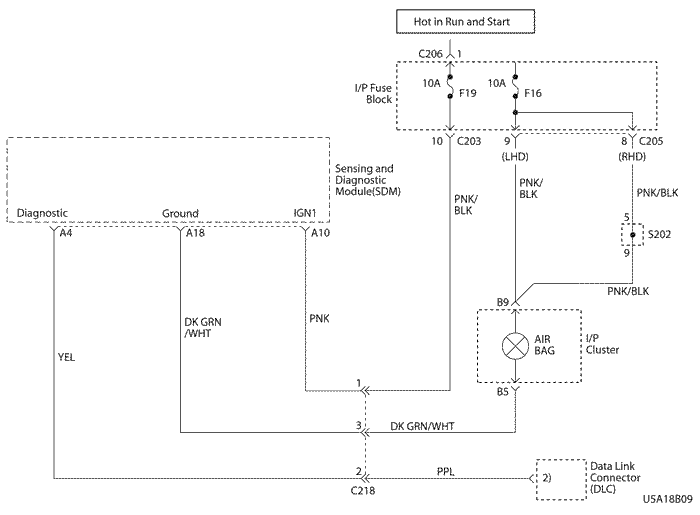 Hot in Run and Start
C206 1
10A F19
10A F16
I/P Fuse
Block
10 C203
9
8 C205
(LHD)
(RHD)
Sensing and
Diagnostic
Module(SDM)
Diagnostic
Ground
IGN1
A4
A18
A10
PNK/
BLK
PNK/
BLK
PNK/BLK
5
S202
9
PNK/BLK
B9
DK GRN
/WHT
PNK
YEL
AIR
BAG
I/P
Cluster
B5
1
3
DK GRN/WHT
2
PPL
C218
2)
Data Link
Connector
(DLC)
U5A18B09